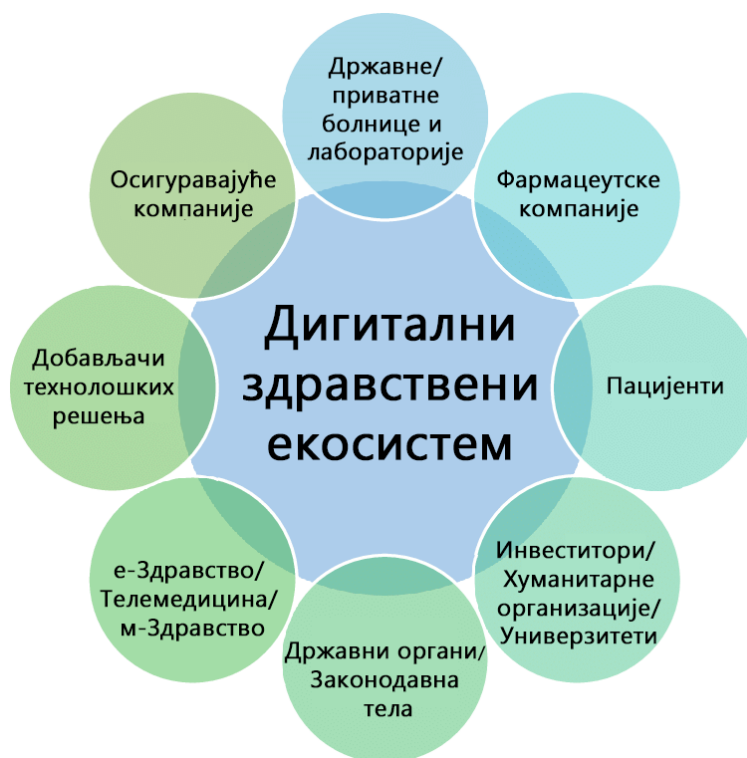 Државне/
приватне
болнице и
лабораторије
Фармацеутске
компаније
Пацијенти
Инвеститори/
Хуманитарне
организације/
Универзитети
Државни органи/
Законодавна
тела
е-Здравство/
Телемедицина/
м-Здравство
Добављачи
технолошких
решења
Осигуравајуће
компаније
Дигитални
здравствени
екосистем